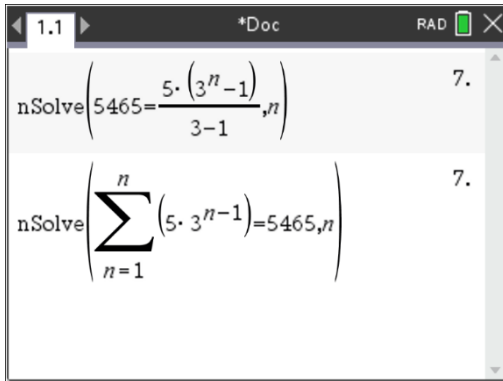 1.1 *Doc RAD
nSolve(5465=5·(3^n−1)/(3−1),n) 7.
nSolve(∑_{n=1}^{n}(5·3^{n−1})=5465,n) 7.